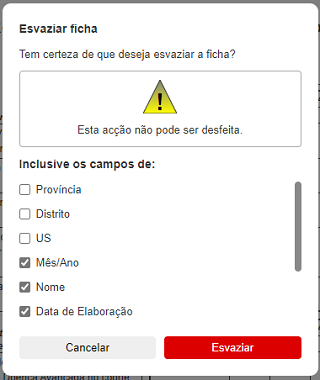 Esvaziar ficha
Tem certeza de que deseja esvaziar a ficha?
Esta acção não pode ser desfeita.
Inclusive os campos de:
Província
Distrito
US
Mês/Ano
Nome
Data de Elaboração
Cancelar
Esvaziar